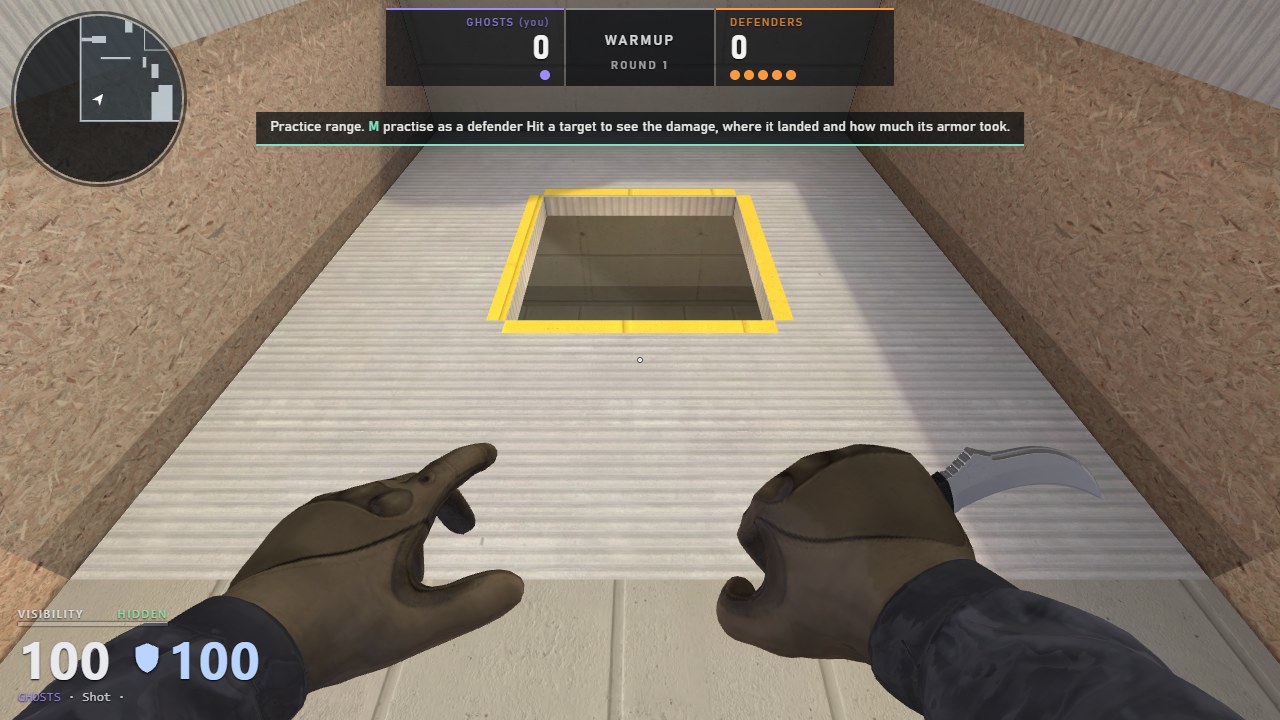 GHOSTS (you)
0
WARMUP
ROUND 1
DEFENDERS
0
Practice range. M practise as a defender Hit a target to see the damage, where it landed and how much its armor took.
VISIBILITY HIDDEN
100 100
GHOSTS · Shot ·